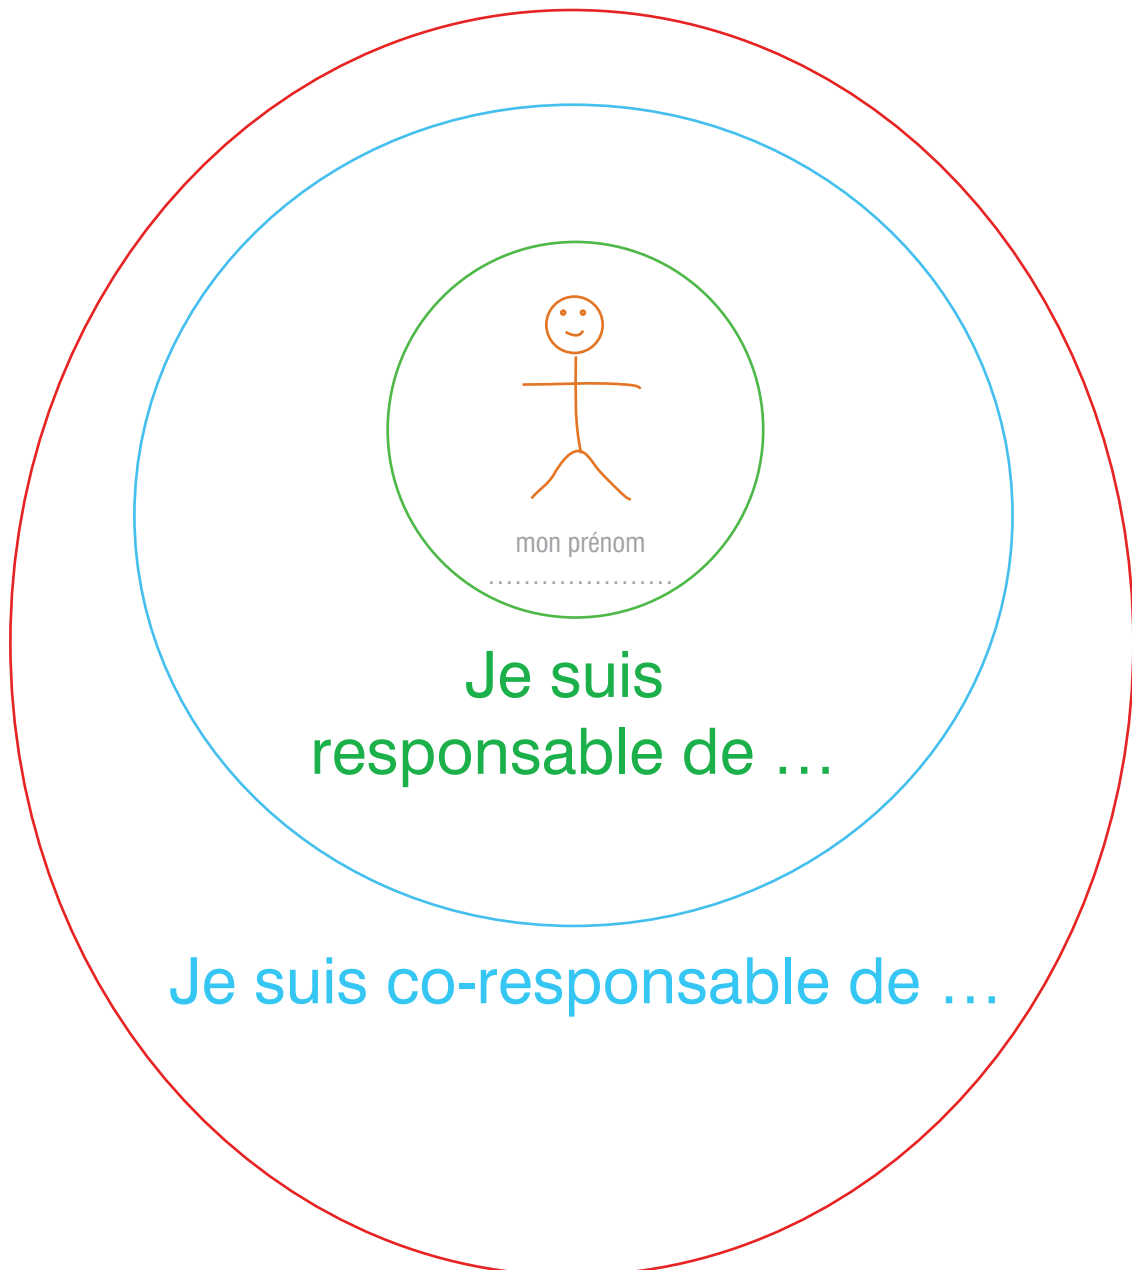 mon prénom
.....................
Je suis
responsable de …
Je suis co-responsable de …